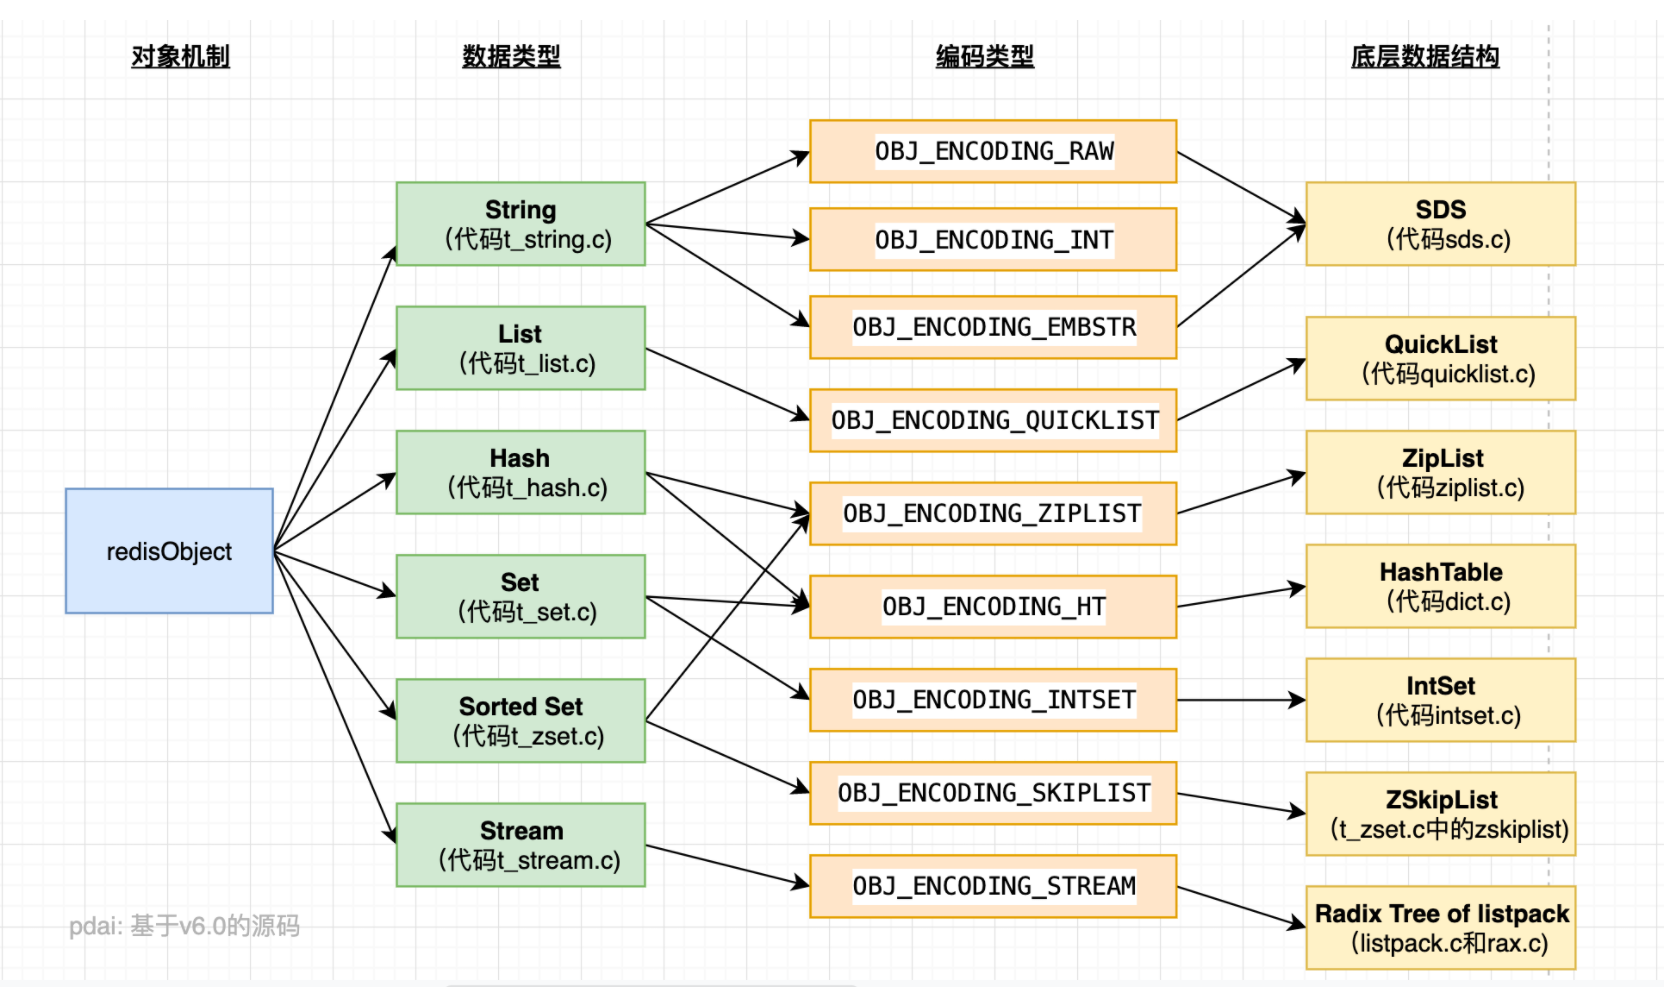 对象机制
数据类型
编码类型
底层数据结构
redisObject
String
（代码t_string.c)
List
（代码t_list.c)
Hash
（代码t_hash.c)
Set
（代码t_set.c)
Sorted Set
（代码t_zset.c)
Stream
（代码t_stream.c)
OBJ_ENCODING_RAW
OBJ_ENCODING_INT
OBJ_ENCODING_EMBSTR
OBJ_ENCODING_QUICKLIST
OBJ_ENCODING_ZIPLIST
OBJ_ENCODING_HT
OBJ_ENCODING_INTSET
OBJ_ENCODING_SKIPLIST
OBJ_ENCODING_STREAM
SDS
（代码sds.c)
QuickList
（代码quicklist.c)
ZipList
（代码ziplist.c)
HashTable
（代码dict.c)
IntSet
（代码intset.c)
ZSkipList
（t_zset.c中的zskiplist)
Radix Tree of listpack
（listpack.c和rax.c)
pdai: 基于v6.0的源码